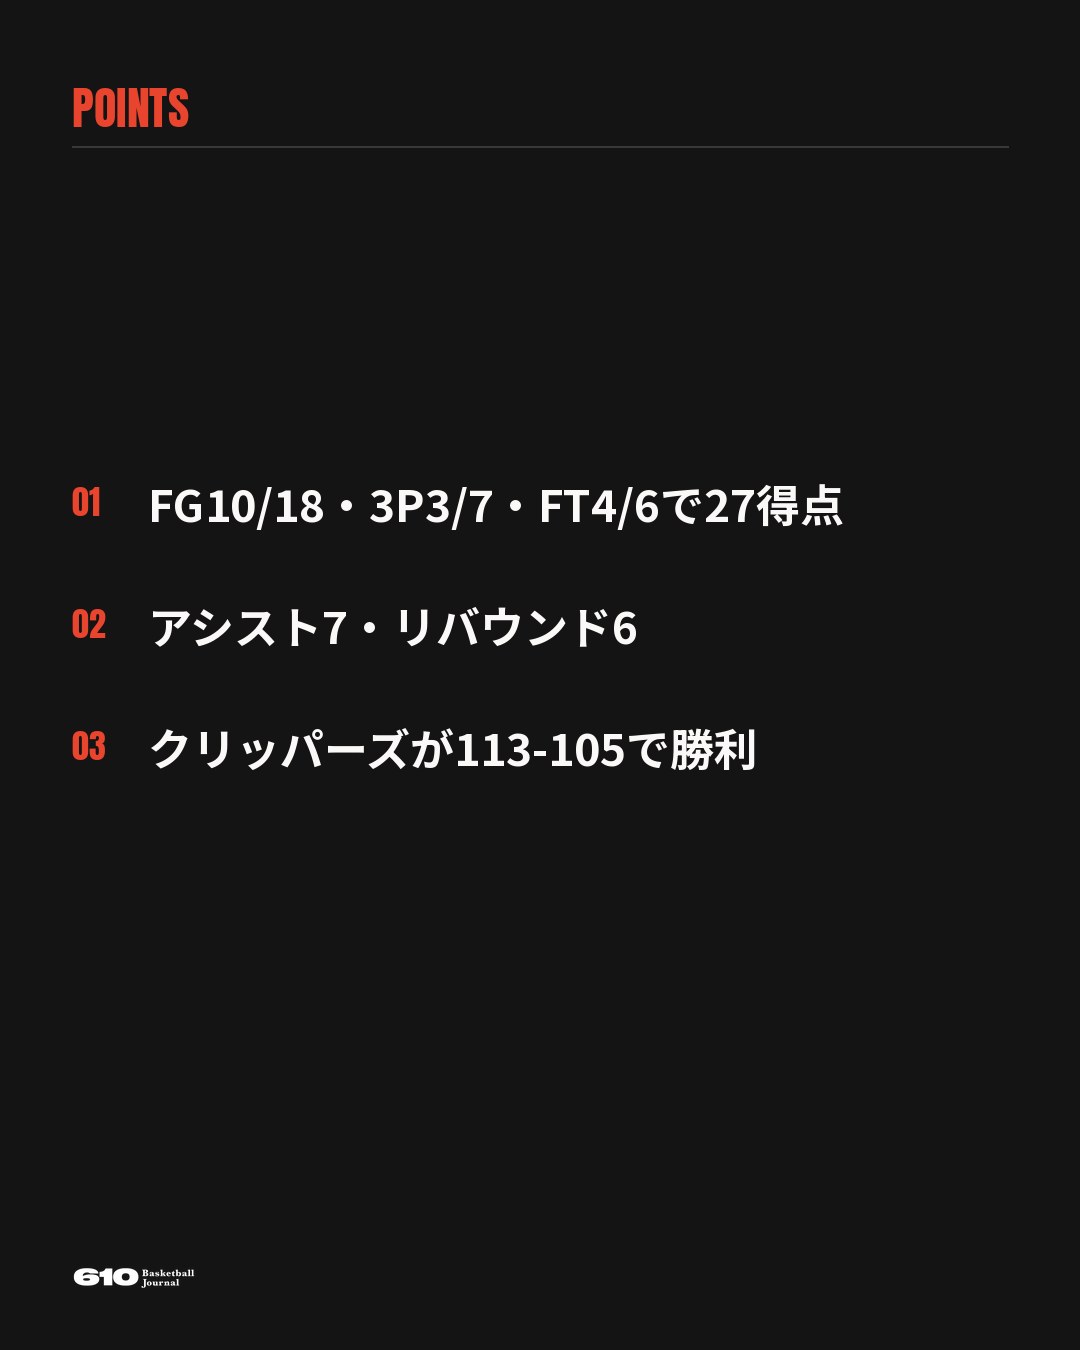 POINTS
01 FG10/18・3P3/7・FT4/6で27得点
02 アシスト7・リバウンド6
03 クリッパーズが113-105で勝利
610 Basketball
Journal